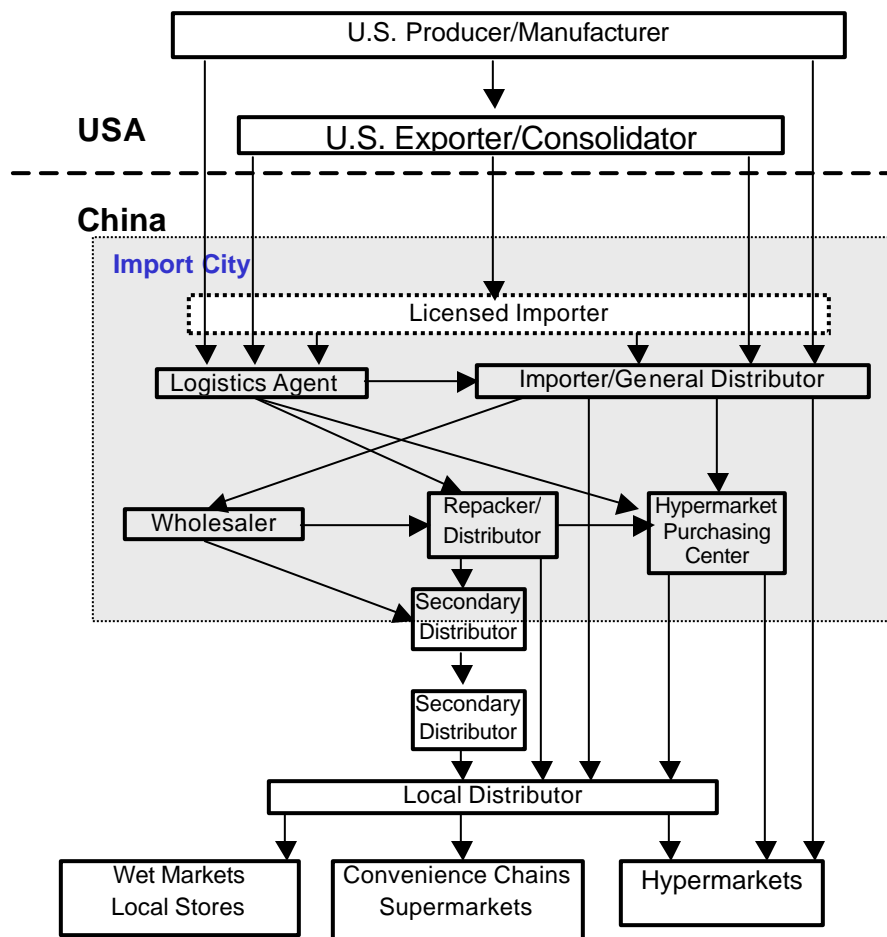 U.S. Producer/Manufacturer
USA
U.S. Exporter/Consolidator
China
Import City
Licensed Importer
Logistics Agent
Importer/General Distributor
Wholesaler
Repacker/
Distributor
Hypermarket
Purchasing
Center
Secondary
Distributor
Secondary
Distributor
Local Distributor
Wet Markets
Local Stores
Convenience Chains
Supermarkets
Hypermarkets